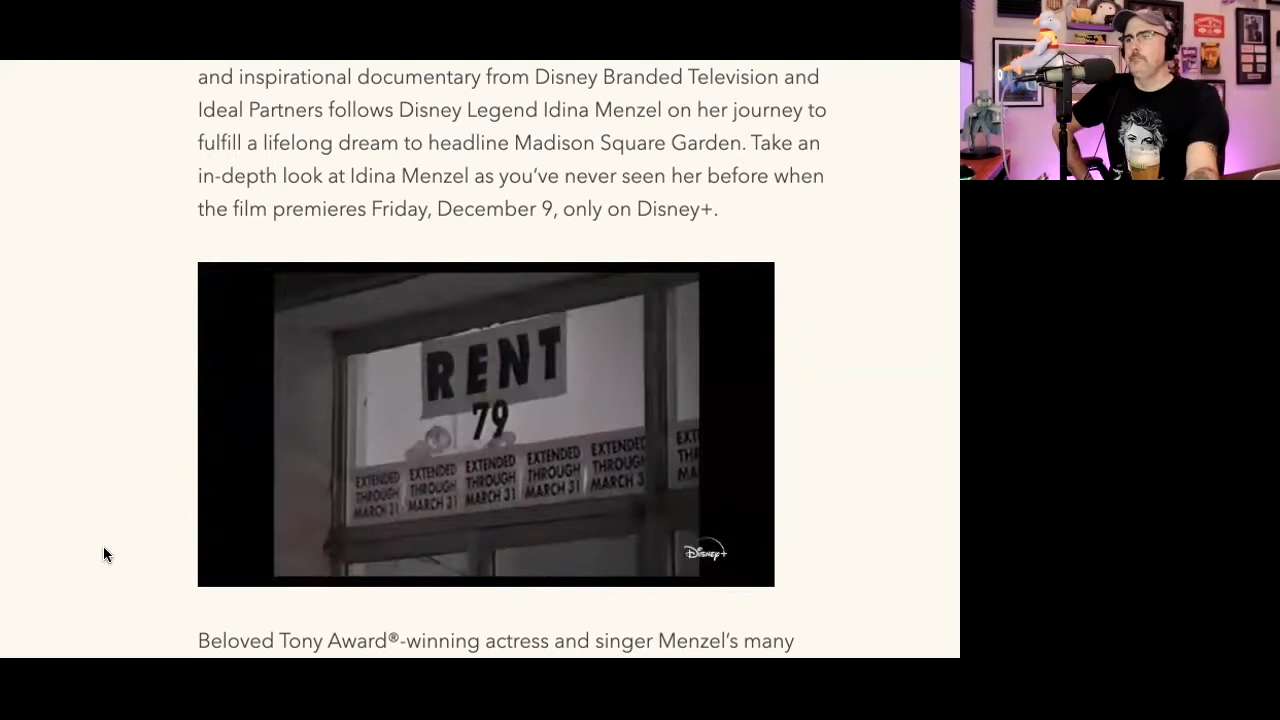 and inspirational documentary from Disney Branded Television and
Ideal Partners follows Disney Legend Idina Menzel on her journey to
fulfill a lifelong dream to headline Madison Square Garden. Take an
in-depth look at Idina Menzel as you’ve never seen her before when
the film premieres Friday, December 9, only on Disney+.
RENT
79
EXTENDED EXTENDED EXTENDED EXTENDED EXTENDED
THROUGH THROUGH THROUGH THROUGH THROUGH
MARCH 31 MARCH 31 MARCH 31 MARCH 31 MARCH 3
Disney+
Beloved Tony Award®-winning actress and singer Menzel’s many